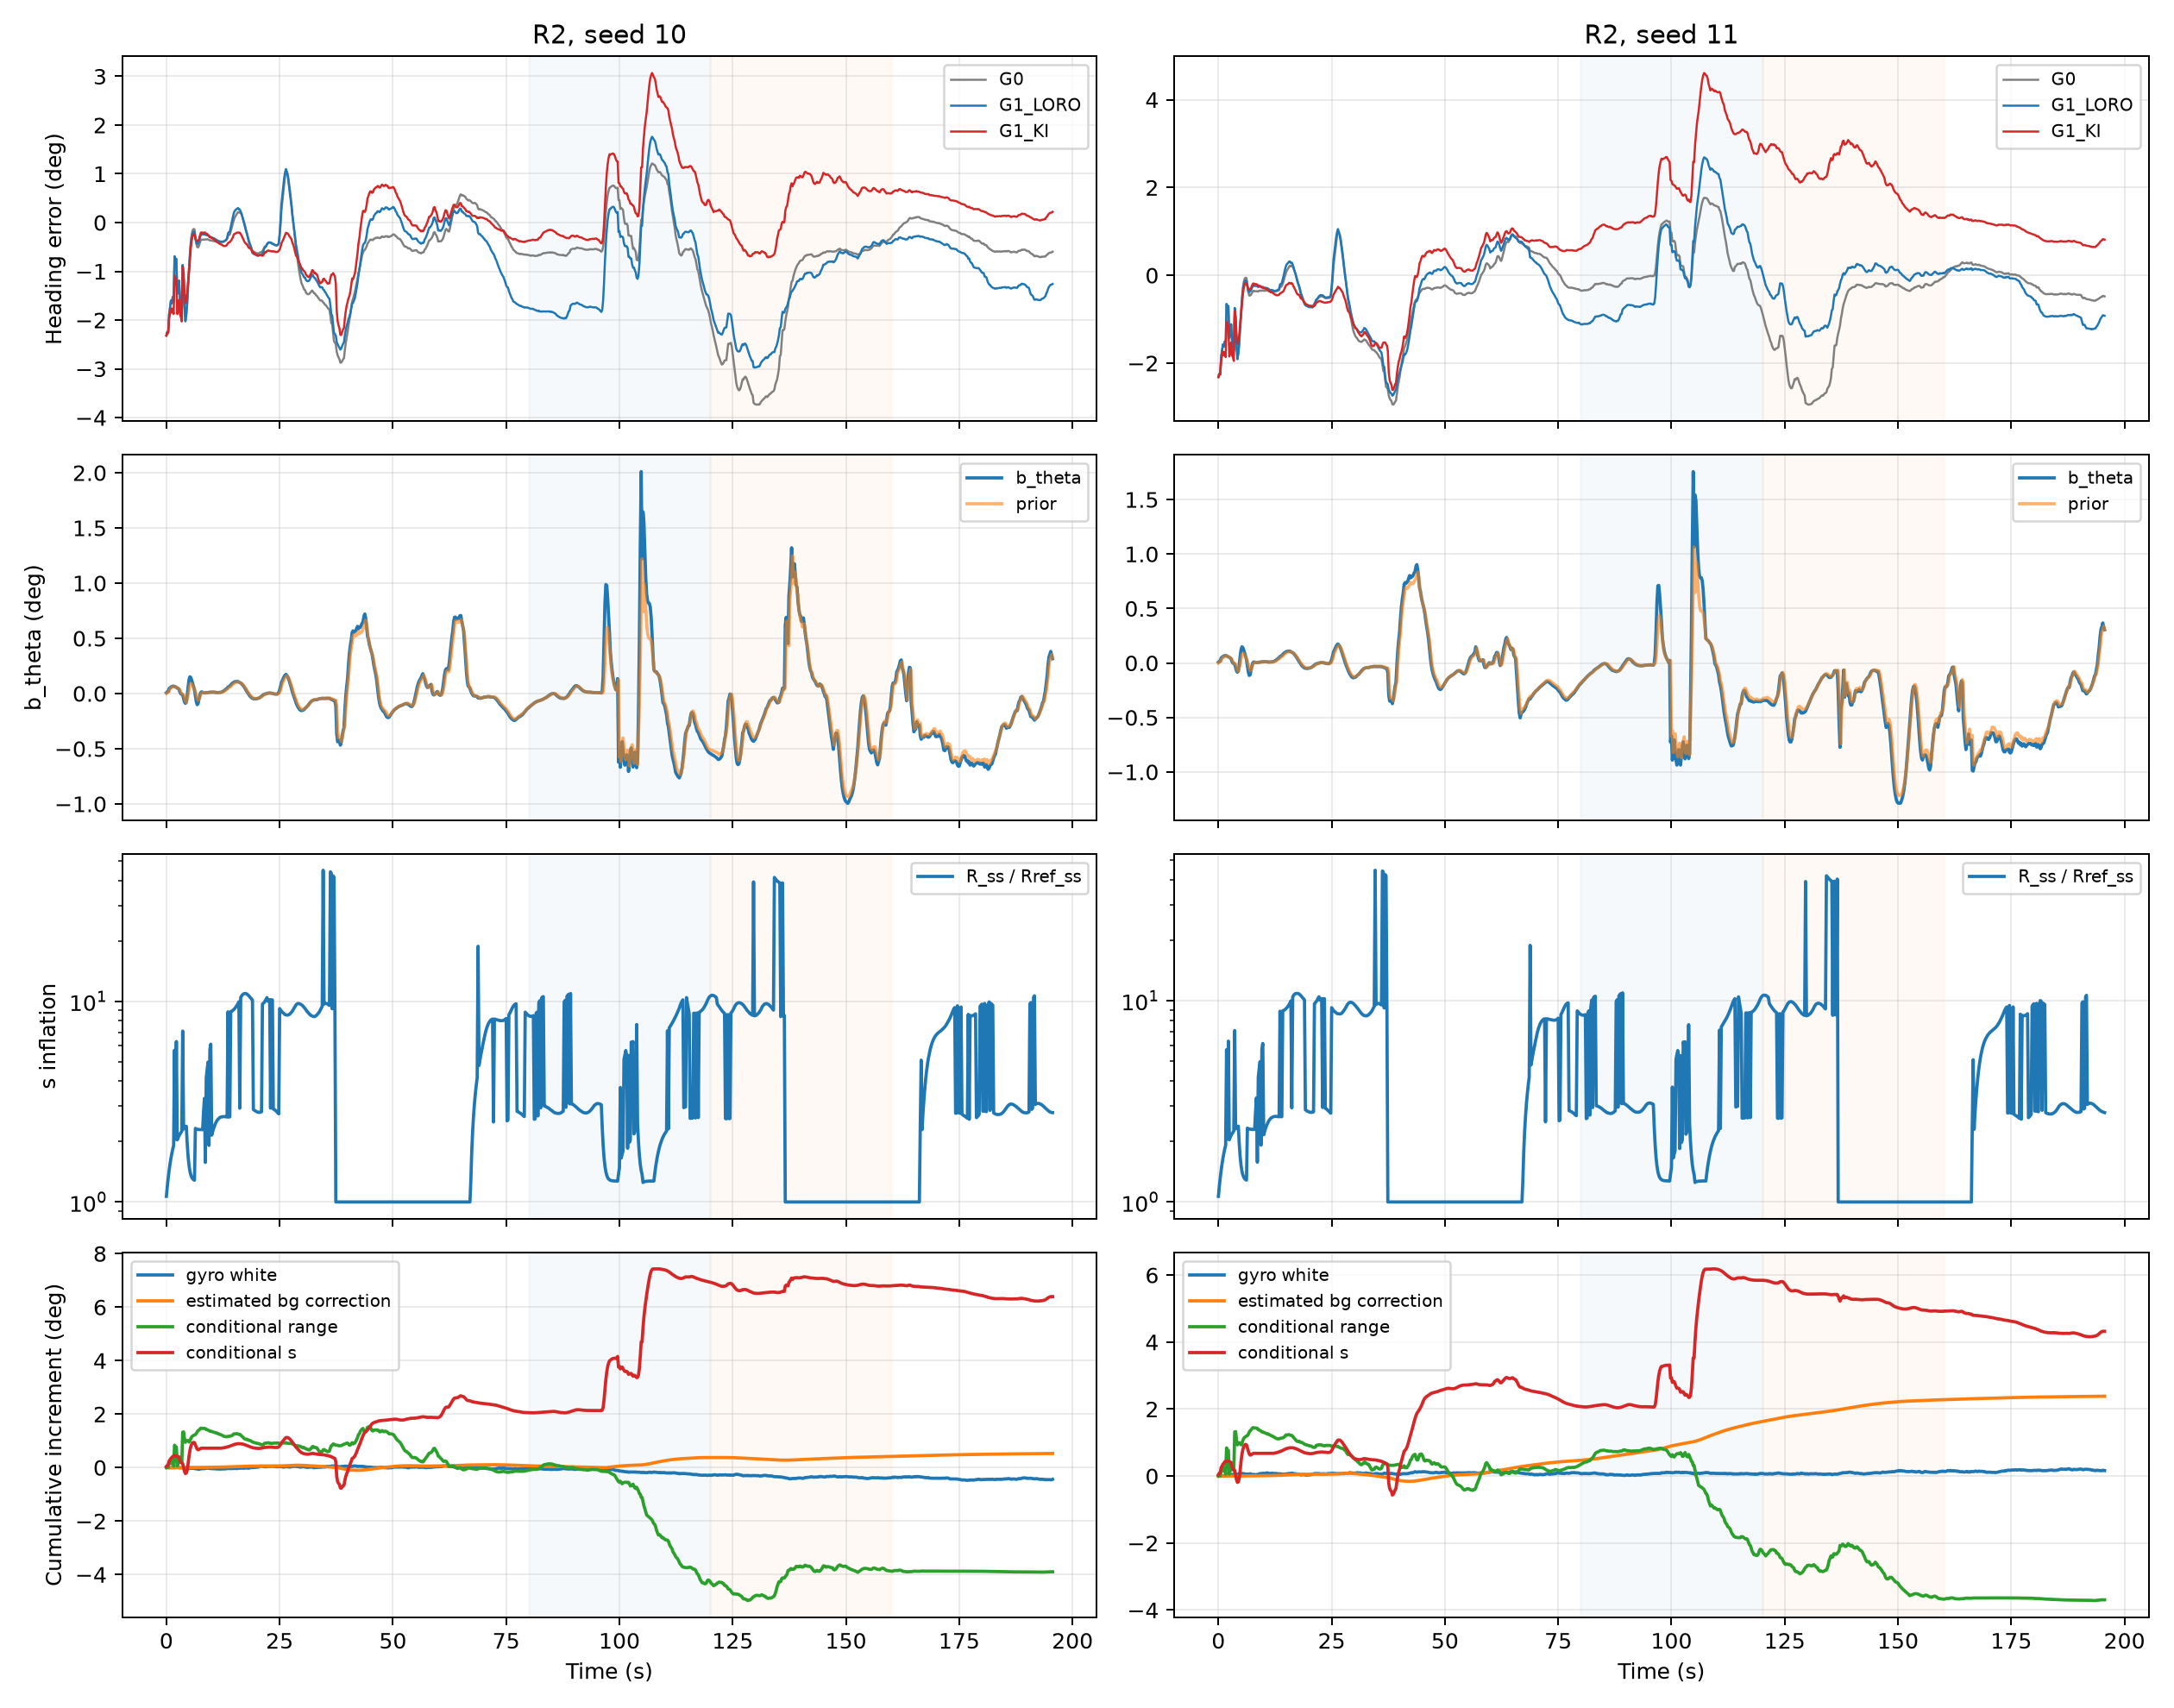 R2, seed 10
R2, seed 11
Heading error (deg)
3
2
1
0
−1
−2
−3
−4
G0
G1_LORO
G1_KI
4
2
0
−2
G0
G1_LORO
G1_KI
b_theta (deg)
2.0
1.5
1.0
0.5
0.0
−0.5
−1.0
b_theta
prior
1.5
1.0
0.5
0.0
−0.5
−1.0
b_theta
prior
s inflation
10¹
10⁰
R_ss / Rref_ss
10¹
10⁰
R_ss / Rref_ss
Cumulative increment (deg)
8
6
4
2
0
−2
−4
gyro white
estimated bg correction
conditional range
conditional s
0
25
50
75
100
125
150
175
200
Time (s)
6
4
2
0
−2
−4
gyro white
estimated bg correction
conditional range
conditional s
0
25
50
75
100
125
150
175
200
Time (s)